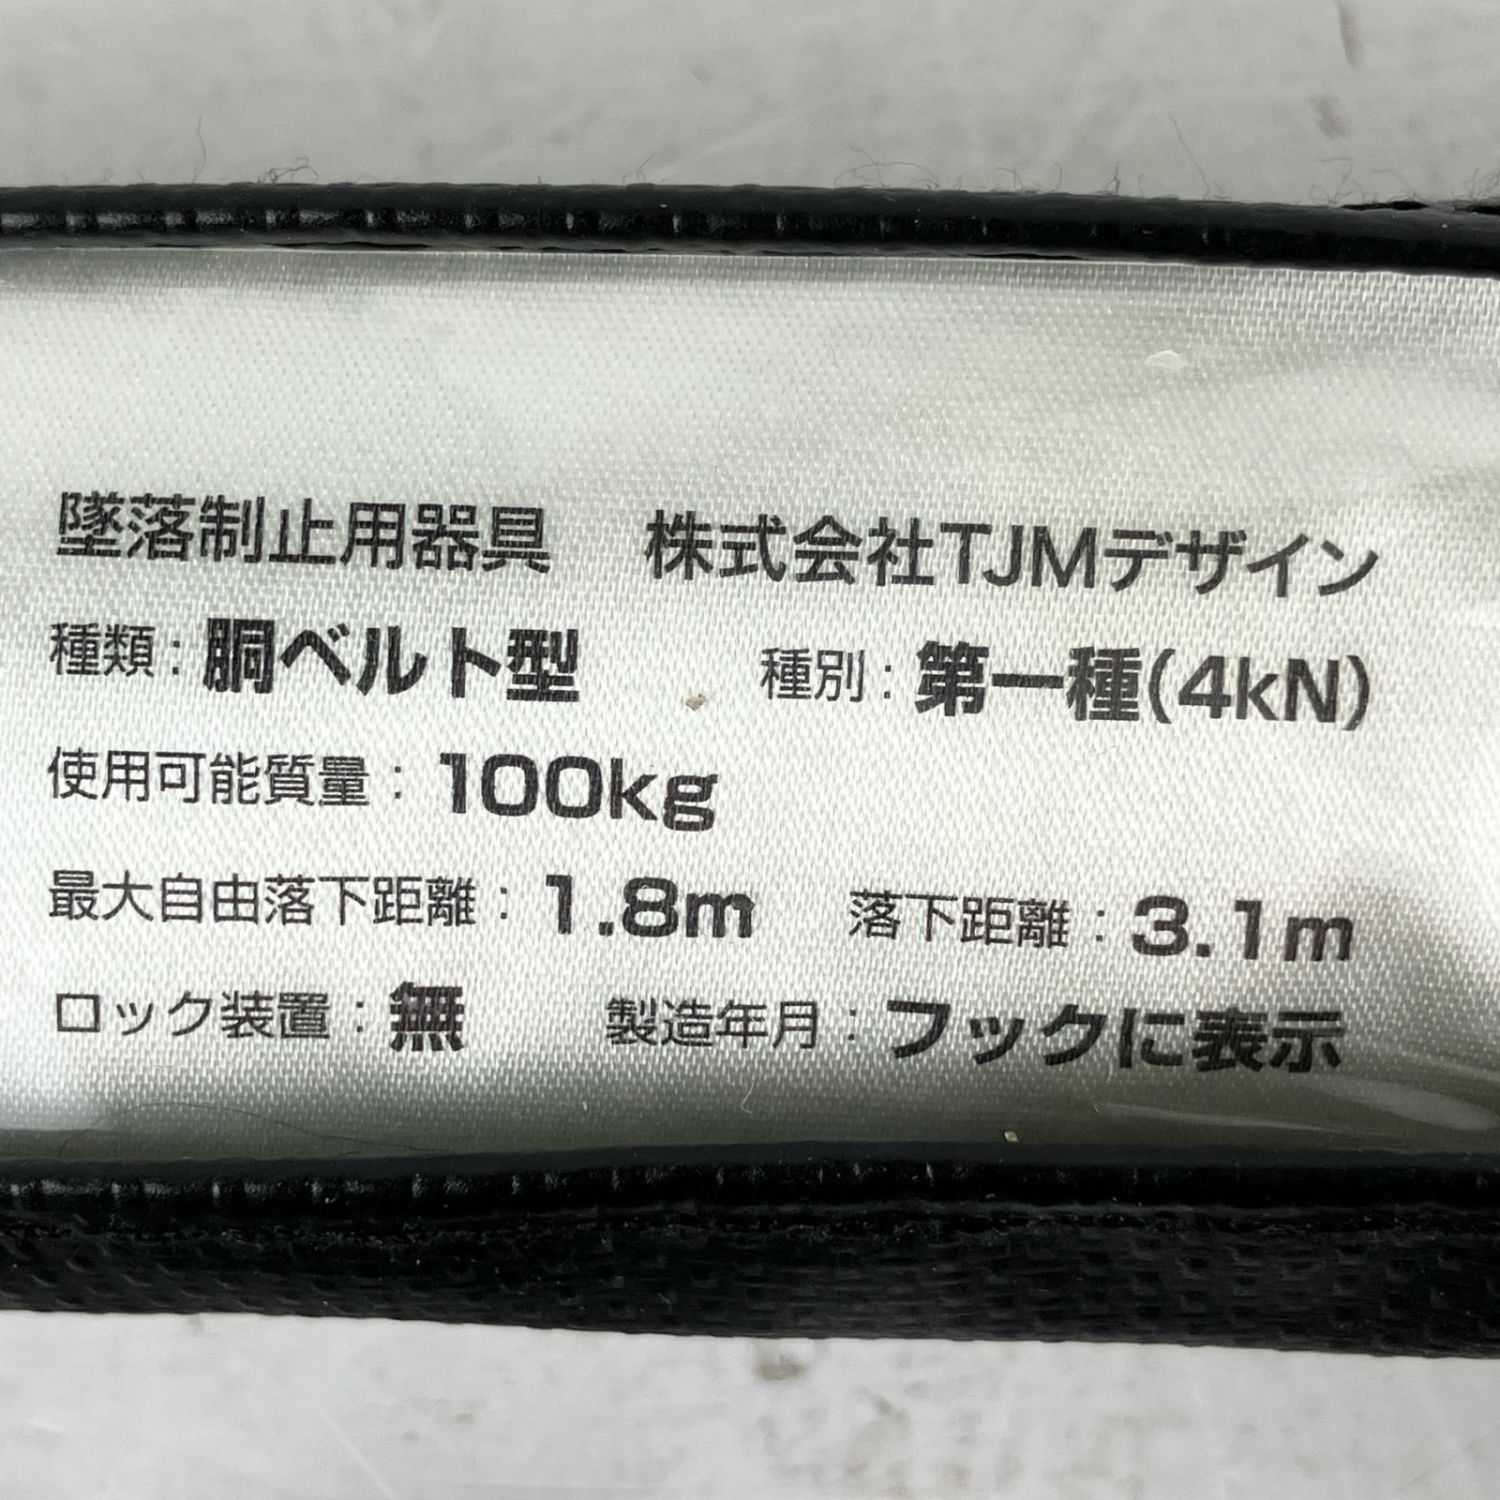 墜落制止用器具 株式会社TJMデザイン
種類:胴ベルト型 種別:第一種(4kN)
使用可能質量:100kg
最大自由落下距離:1.8m 落下距離:3.1m
ロック装置:無 製造年月:フックに表示